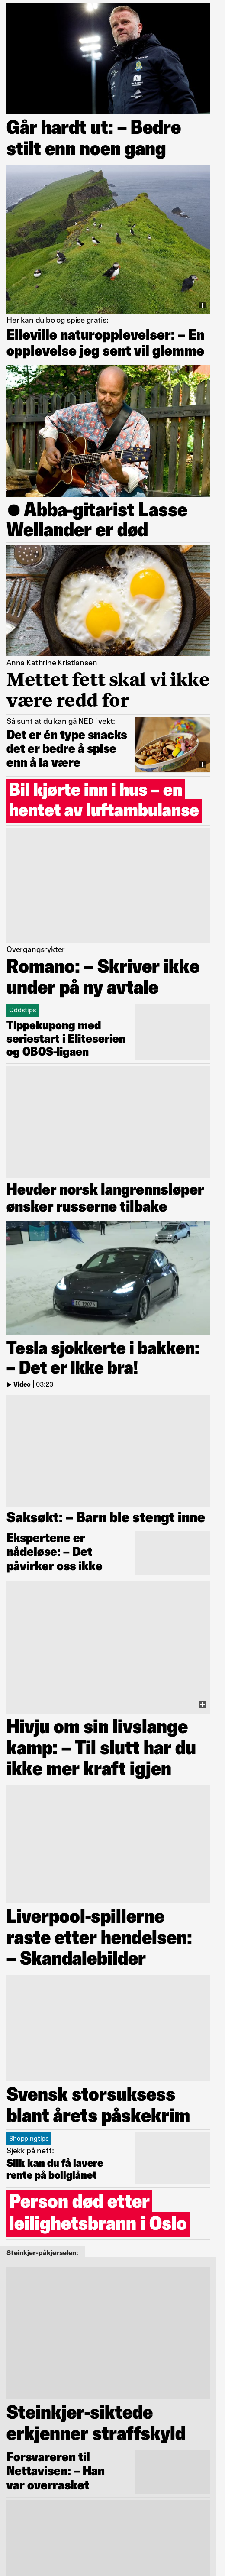 Går hardt ut: – Bedre
stilt enn noen gang
Her kan du bo og spise gratis:
Elleville naturopplevelser: – En
opplevelse jeg sent vil glemme
● Abba-gitarist Lasse
Wellander er død
Anna Kathrine Kristiansen
Mettet fett skal vi ikke
være redd for
Så sunt at du kan gå NED i vekt:
Det er én type snacks
det er bedre å spise
enn å la være
Bil kjørte inn i hus – en
hentet av luftambulanse
Overgangsrykter
Romano: – Skriver ikke
under på ny avtale
Oddstips
Tippekupong med
seriestart i Eliteserien
og OBOS-ligaen
Hevder norsk langrennsløper
ønsker russerne tilbake
Tesla sjokkerte i bakken:
– Det er ikke bra!
Video | 03:23
Saksøkt: – Barn ble stengt inne
Ekspertene er
nådeløse: – Det
påvirker oss ikke
Hivju om sin livslange
kamp: – Til slutt har du
ikke mer kraft igjen
Liverpool-spillerne
raste etter hendelsen:
– Skandalebilder
Svensk storsuksess
blant årets påskekrim
Shoppingtips
Sjekk på nett:
Slik kan du få lavere
rente på boliglånet
Person død etter
leilighetsbrann i Oslo
Steinkjer-påkjørselen:
Steinkjer-siktede
erkjenner straffskyld
Forsvareren til
Nettavisen: – Han
var overrasket